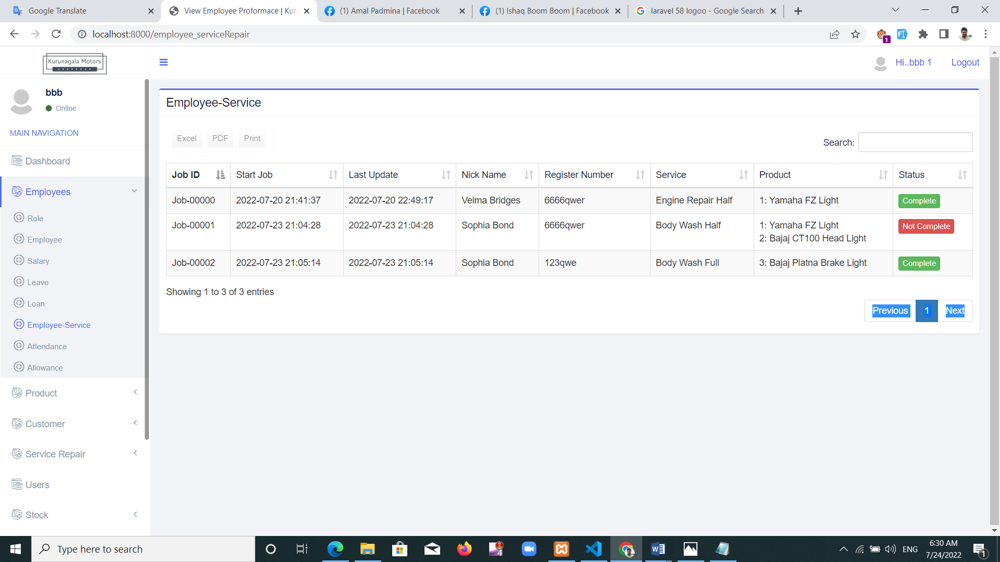 Google Translate
View Employee Proformace | Kur
(1) Amal Padmina | Facebook
(1) Ishaq Boom Boom | Facebook
laravel 58 logoo - Google Search
localhost:8000/employee_serviceRepair
1
Kurunagala Motors
Hi..bbb 1
Logout
bbb
Online
MAIN NAVIGATION
Dashboard
Employees
Role
Employee
Salary
Leave
Loan
Employee-Service
Attendance
Allowance
Product
Customer
Service Repair
Users
Stock
Employee-Service
Excel PDF Print
Search:
Job ID Start Job Last Update Nick Name Register Number Service Product Status
Job-00000 2022-07-20 21:41:37 2022-07-20 22:49:17 Velma Bridges 6666qwer Engine Repair Half 1: Yamaha FZ Light Complete
Job-00001 2022-07-23 21:04:28 2022-07-23 21:04:28 Sophia Bond 6666qwer Body Wash Half 1: Yamaha FZ Light Not Complete
2: Bajaj CT100 Head Light
Job-00002 2022-07-23 21:05:14 2022-07-23 21:05:14 Sophia Bond 123qwe Body Wash Full 3: Bajaj Platna Brake Light Complete
Showing 1 to 3 of 3 entries
Previous 1 Next
Type here to search
ENG
6:30 AM
7/24/2022
1